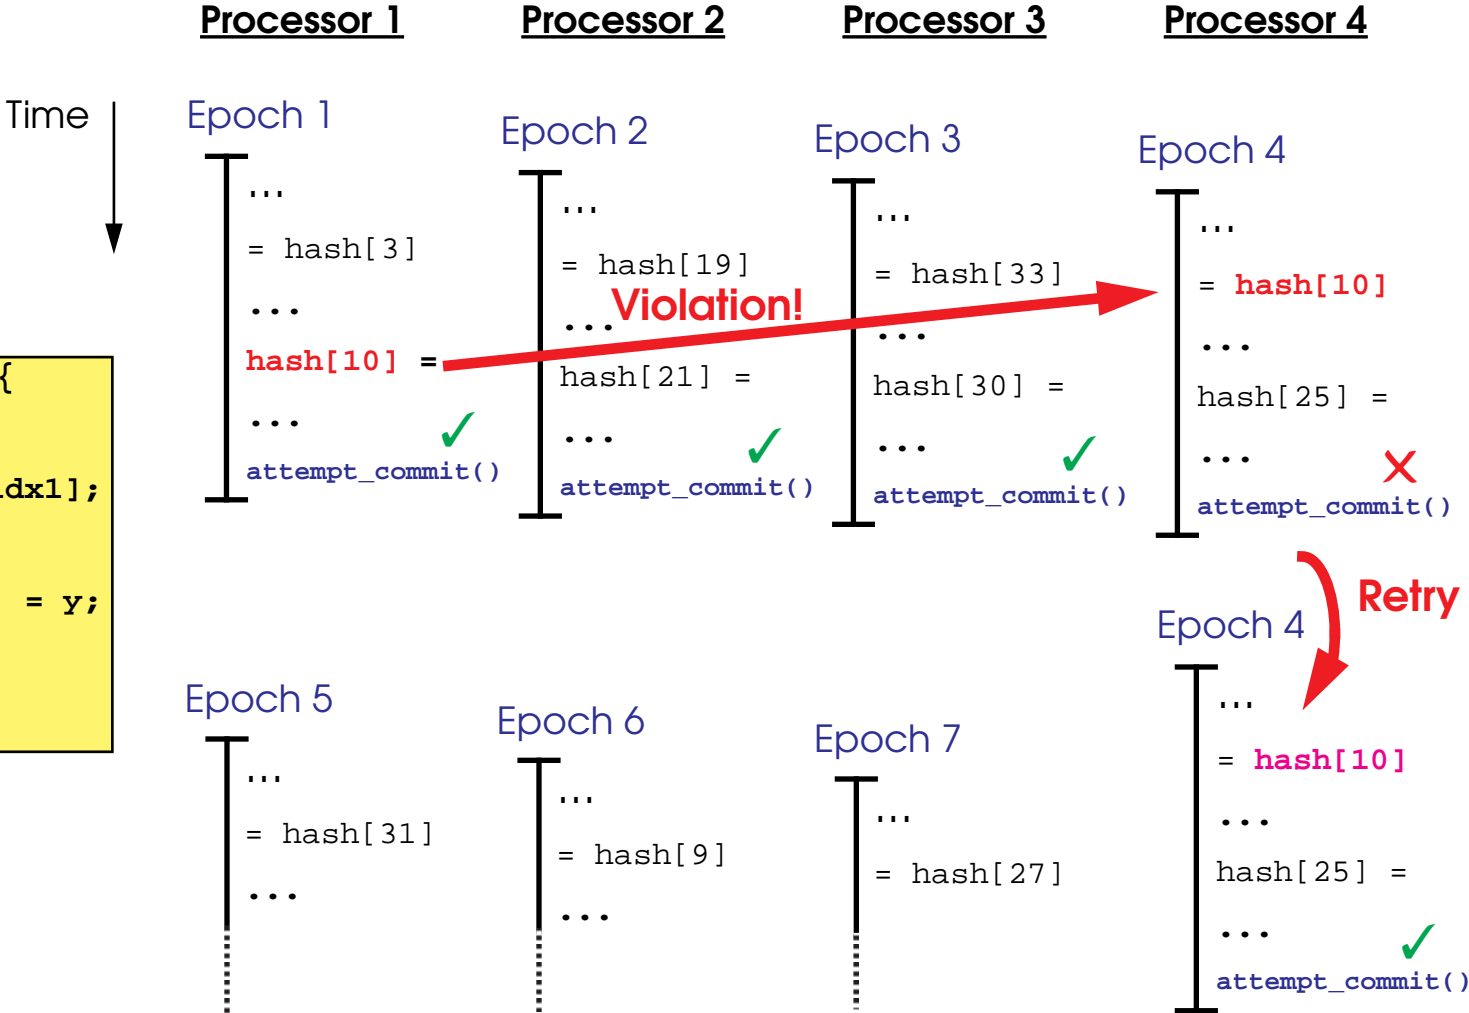 Processor 1
Processor 2
Processor 3
Processor 4
Time
Epoch 1
...
= hash[3]
...
hash[10] =
...
attempt_commit()
Epoch 2
...
= hash[19]
...
hash[21] =
...
attempt_commit()
Violation!
Epoch 3
...
= hash[33]
...
hash[30] =
...
attempt_commit()
Epoch 4
...
= hash[10]
...
hash[25] =
...
attempt_commit()
Retry
{
dx1];
= y;
Epoch 5
...
= hash[31]
...
Epoch 6
...
= hash[9]
...
Epoch 7
...
= hash[27]
Epoch 4
...
= hash[10]
...
hash[25] =
...
attempt_commit()